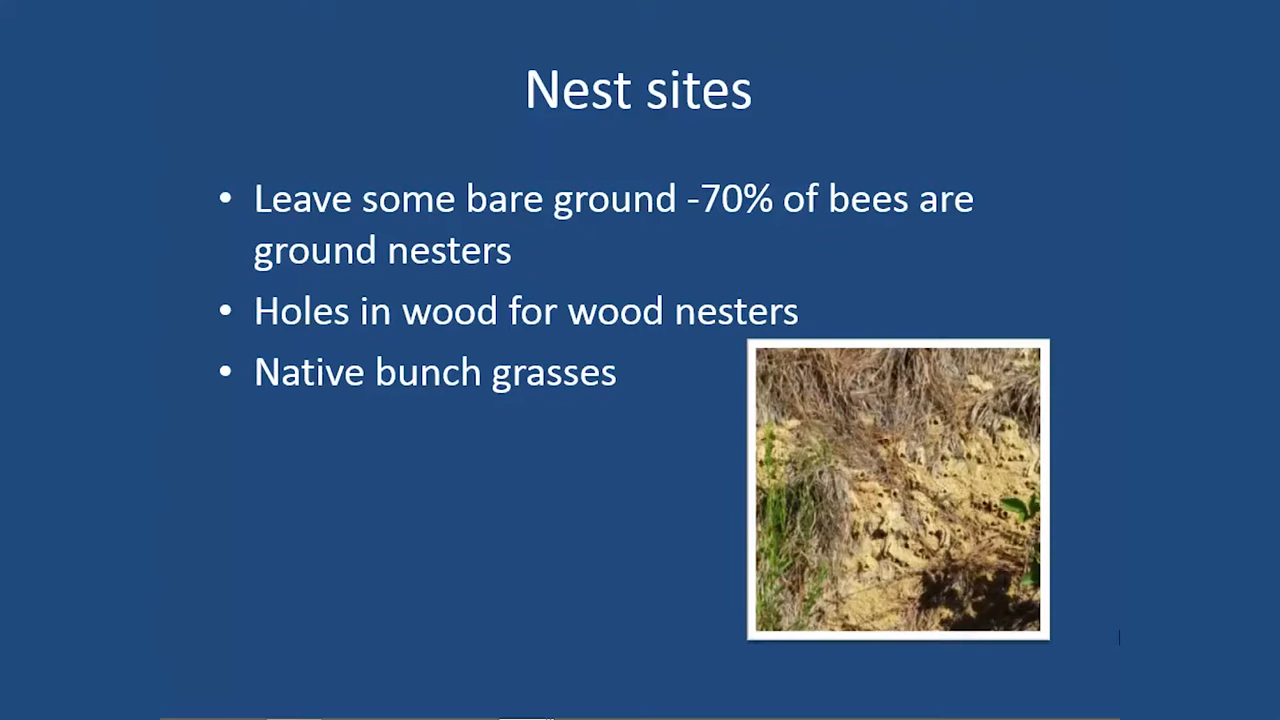 Nest sites
• Leave some bare ground -70% of bees are
ground nesters
• Holes in wood for wood nesters
• Native bunch grasses